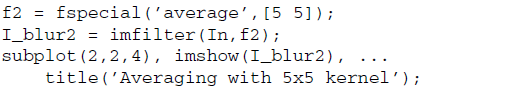 f2 = fspecial('average',[5 5]);
I_blur2 = imfilter(In,f2);
subplot(2,2,4), imshow(I_blur2), ...
title('Averaging with 5x5 kernel');